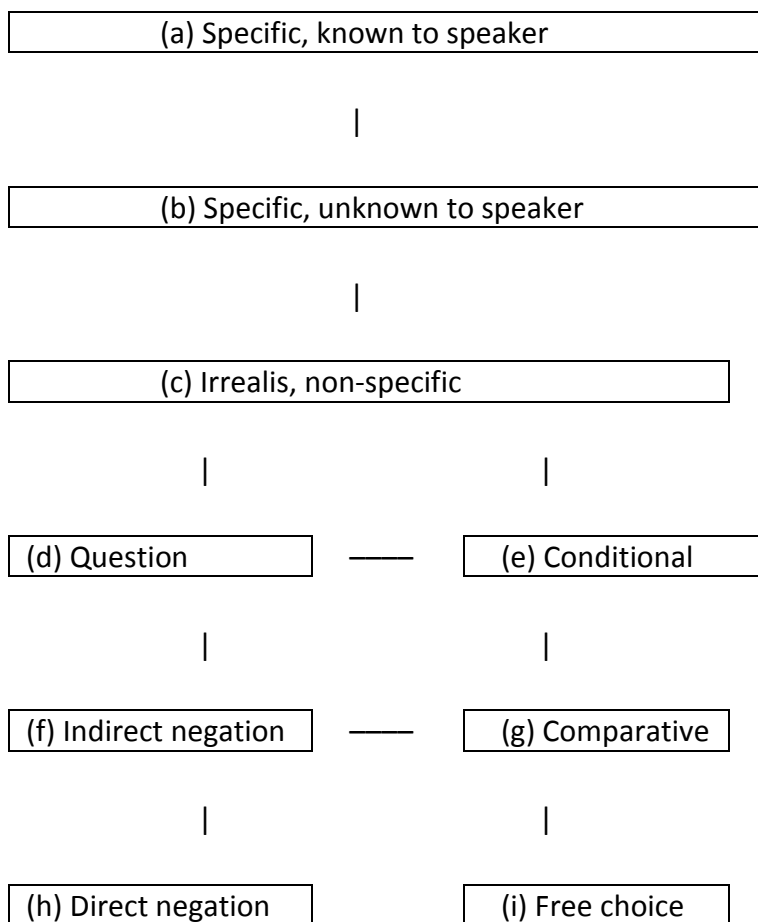 (a) Specific, known to speaker
|
(b) Specific, unknown to speaker
|
(c) Irrealis, non-specific
| |
(d) Question —— (e) Conditional
| |
(f) Indirect negation —— (g) Comparative
| |
(h) Direct negation (i) Free choice